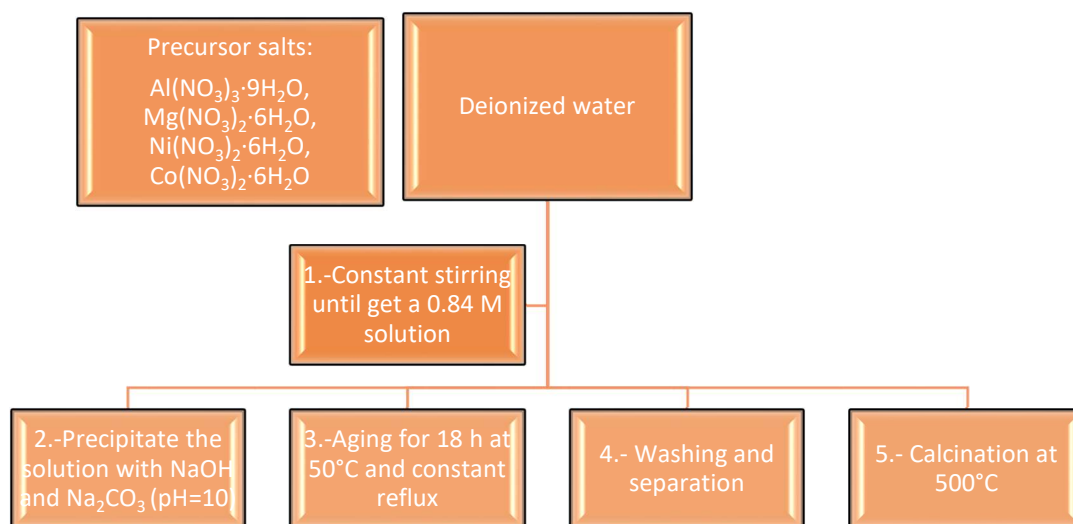 Precursor salts:
Al(NO₃)₃·9H₂O,
Mg(NO₃)₂·6H₂O,
Ni(NO₃)₂·6H₂O,
Co(NO₃)₂·6H₂O
Deionized water
1.-Constant stirring
until get a 0.84 M
solution
2.-Precipitate the
solution with NaOH
and Na₂CO₃ (pH=10)
3.-Aging for 18 h at
50°C and constant
reflux
4.- Washing and
separation
5.- Calcination at
500°C